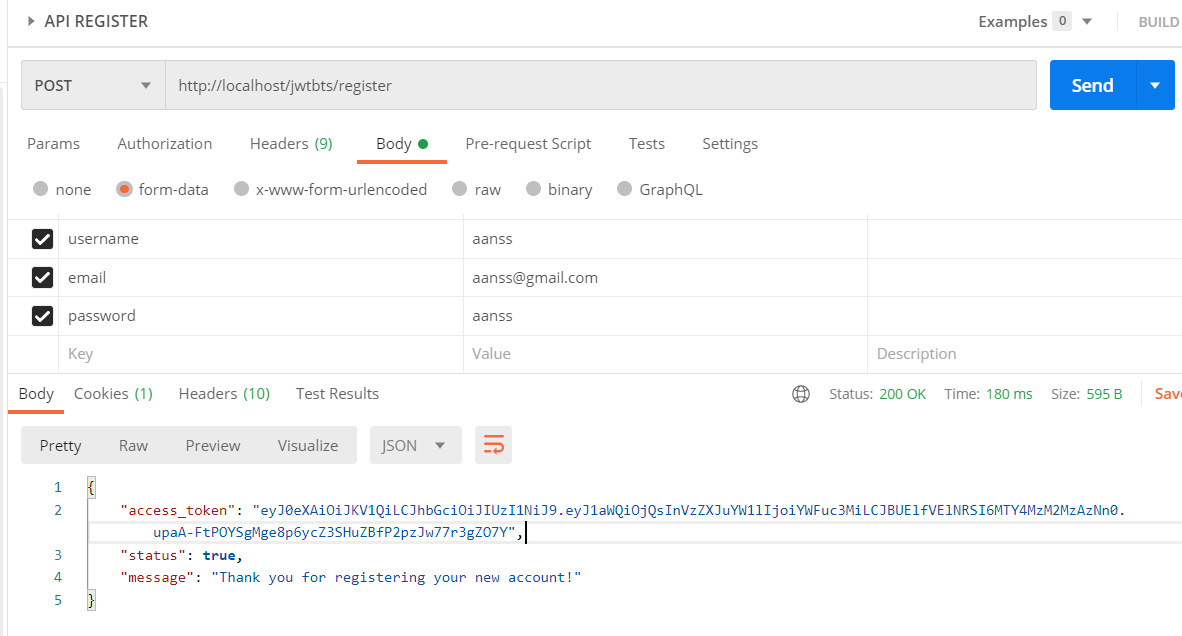 API REGISTER Examples 0 BUILD
POST http://localhost/jwtbts/register Send
Params Authorization Headers (9) Body Pre-request Script Tests Settings
none form-data x-www-form-urlencoded raw binary GraphQL
username aanss
email aanss@gmail.com
password aanss
Key Value Description
Body Cookies (1) Headers (10) Test Results Status: 200 OK Time: 180 ms Size: 595 B Save
Pretty Raw Preview Visualize JSON
1 {
2 "access_token": "eyJ0eXAiOiJKV1QiLCJhbGciOiJIUzI1NiJ9.eyJ1aWQiOjQsInVzZXJuYW1lIjoiYWFuc3MiLCJBUElfVElNRSI6MTY4MzM2MzAzNn0.
upaA-FtPOYSgMge8p6ycZ3SHuZBfP2pzJw77r3gZO7Y",
3 "status": true,
4 "message": "Thank you for registering your new account!"
5 }